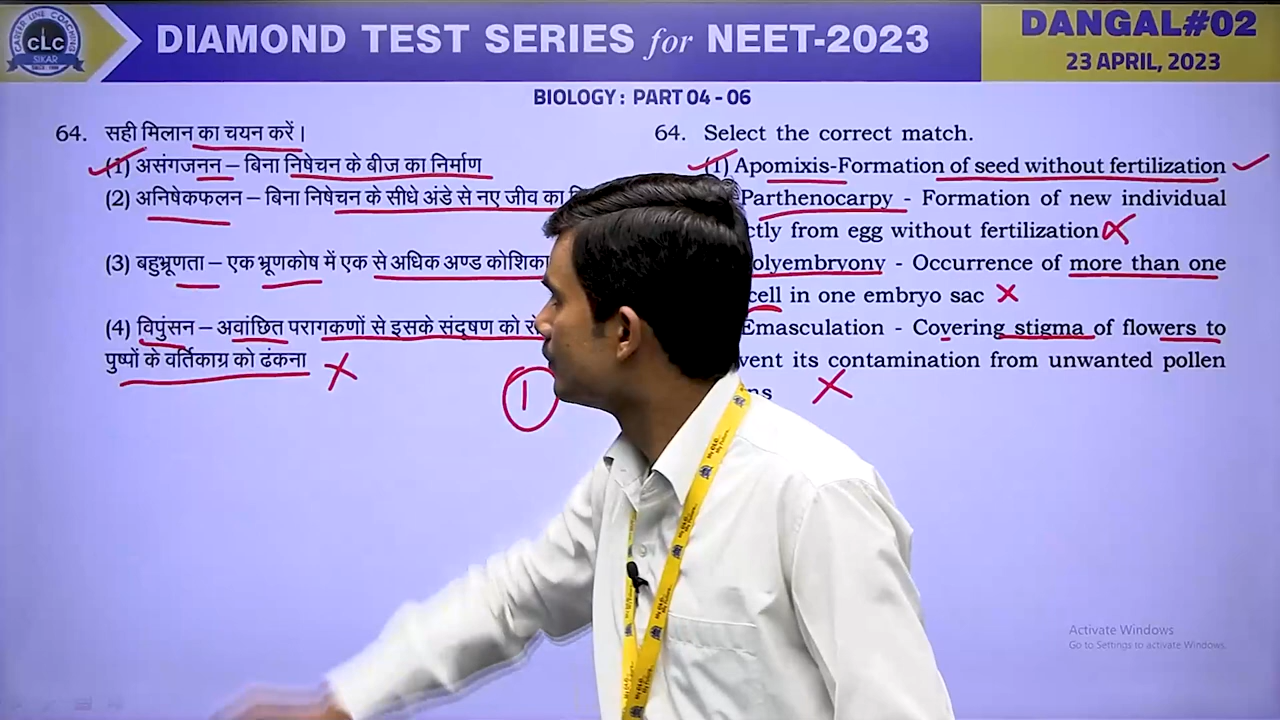 CAREER LINE COACHING
CLC
SIKAR
DIAMOND TEST SERIES for NEET-2023
DANGAL#02
23 APRIL, 2023
BIOLOGY : PART 04 - 06
64. सही मिलान का चयन करें।
(1) असंगजनन – बिना निषेचन के बीज का निर्माण
(2) अनिषेकफलन – बिना निषेचन के सीधे अंडे से नए जीव का
(3) बहुभ्रूणता – एक भ्रूणकोष में एक से अधिक अण्ड कोशिका
(4) विपुंसन – अवांछित परागकणों से इसके संदूषण को
पुष्पों के वर्तिकाग्र को ढंकना
1
64. Select the correct match.
(1) Apomixis-Formation of seed without fertilization
Parthenocarpy - Formation of new individual
ctly from egg without fertilization
olyembryony - Occurrence of more than one
cell in one embryo sac
Emasculation - Covering stigma of flowers to
vent its contamination from unwanted pollen
ns
Activate Windows
Go to Settings to activate Windows.